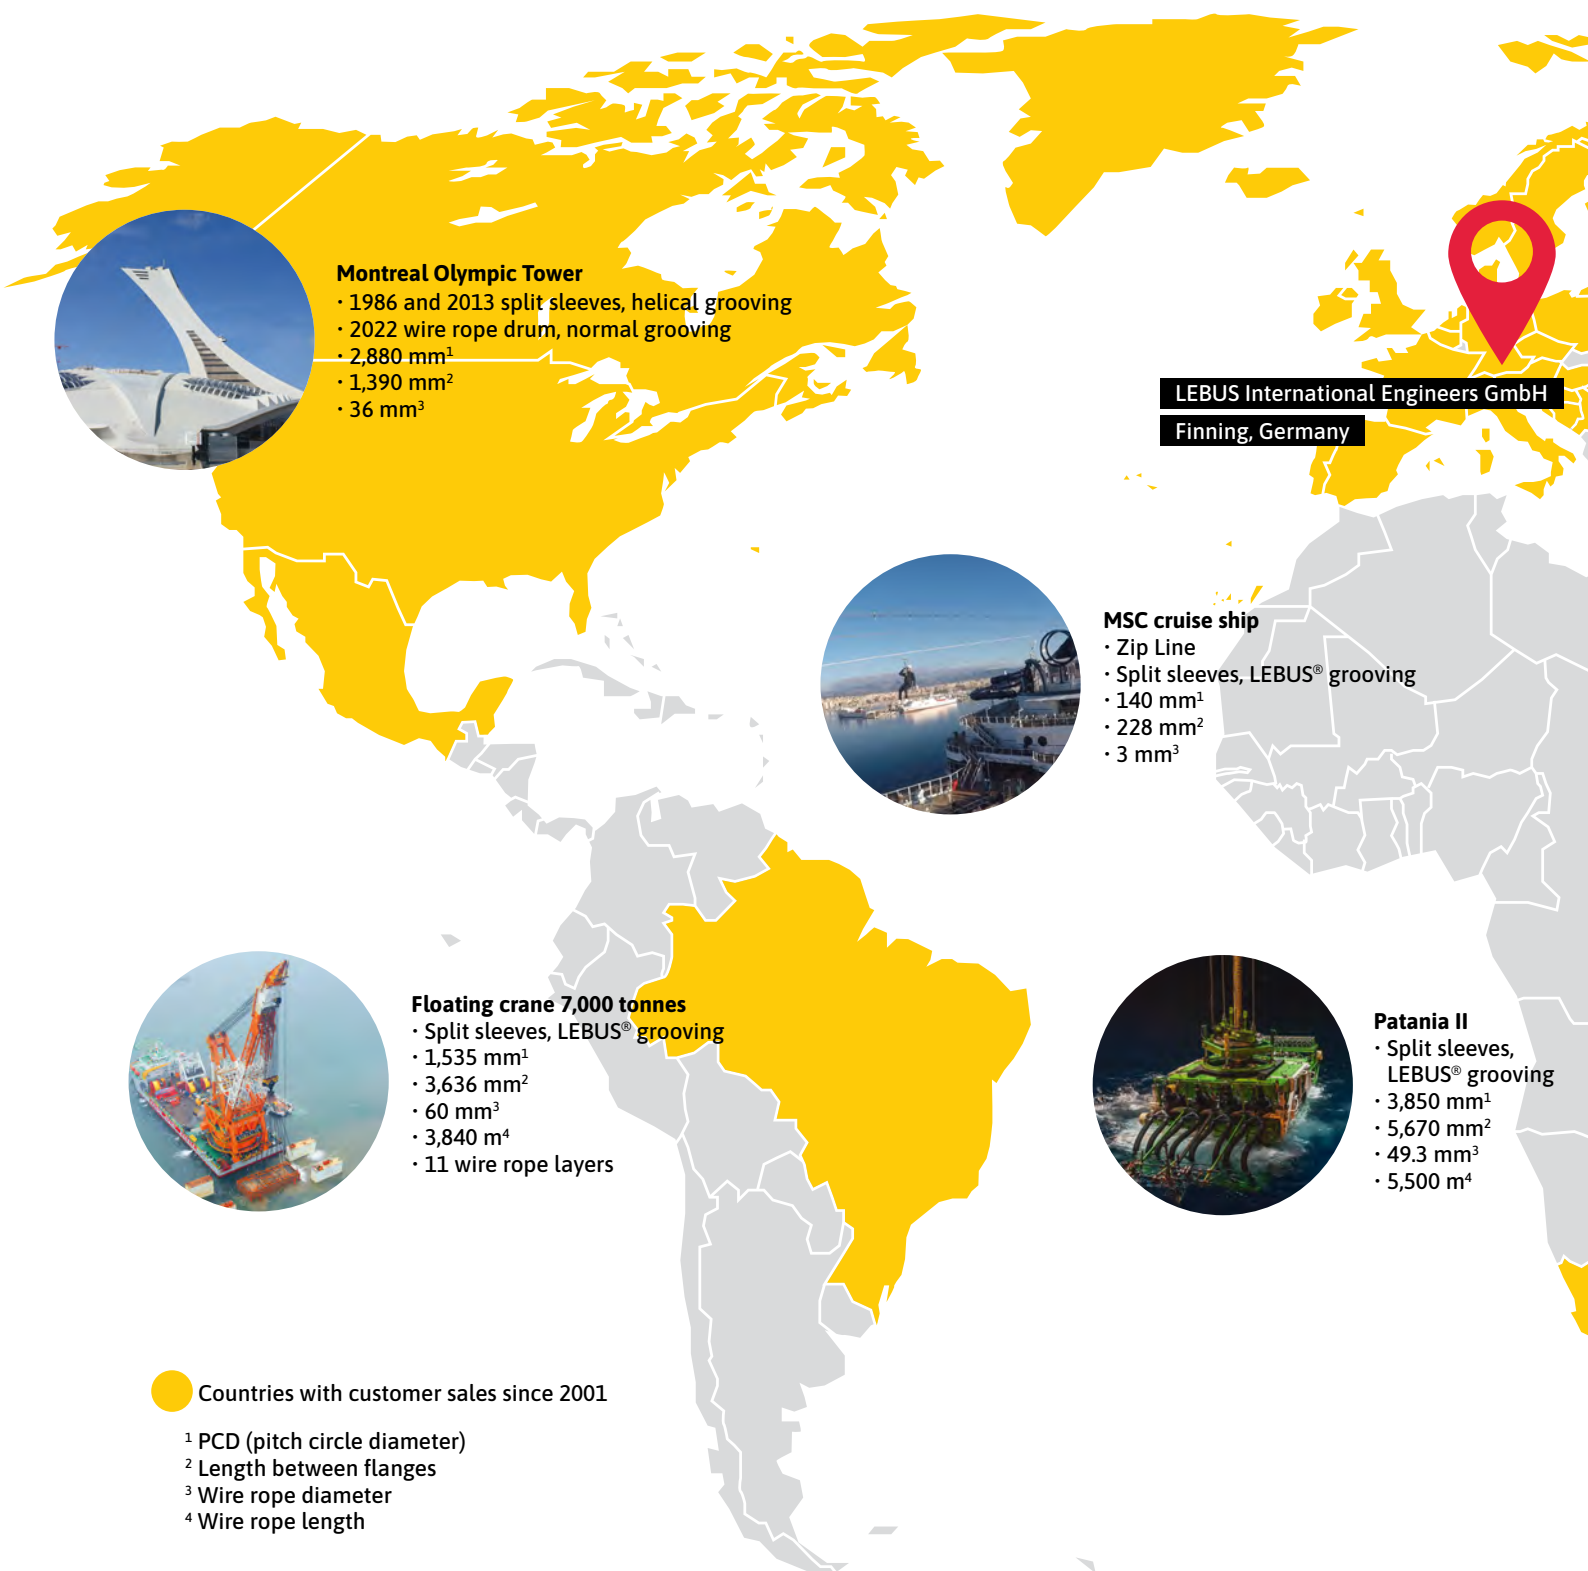 Montreal Olympic Tower
· 1986 and 2013 split sleeves, helical grooving
· 2022 wire rope drum, normal grooving
· 2,880 mm¹
· 1,390 mm²
· 36 mm³
LEBUS International Engineers GmbH
Finning, Germany
MSC cruise ship
· Zip Line
· Split sleeves, LEBUS® grooving
· 140 mm¹
· 228 mm²
· 3 mm³
Floating crane 7,000 tonnes
· Split sleeves, LEBUS® grooving
· 1,535 mm¹
· 3,636 mm²
· 60 mm³
· 3,840 m⁴
· 11 wire rope layers
Patania II
· Split sleeves,
LEBUS® grooving
· 3,850 mm¹
· 5,670 mm²
· 49.3 mm³
· 5,500 m⁴
Countries with customer sales since 2001
¹ PCD (pitch circle diameter)
² Length between flanges
³ Wire rope diameter
⁴ Wire rope length